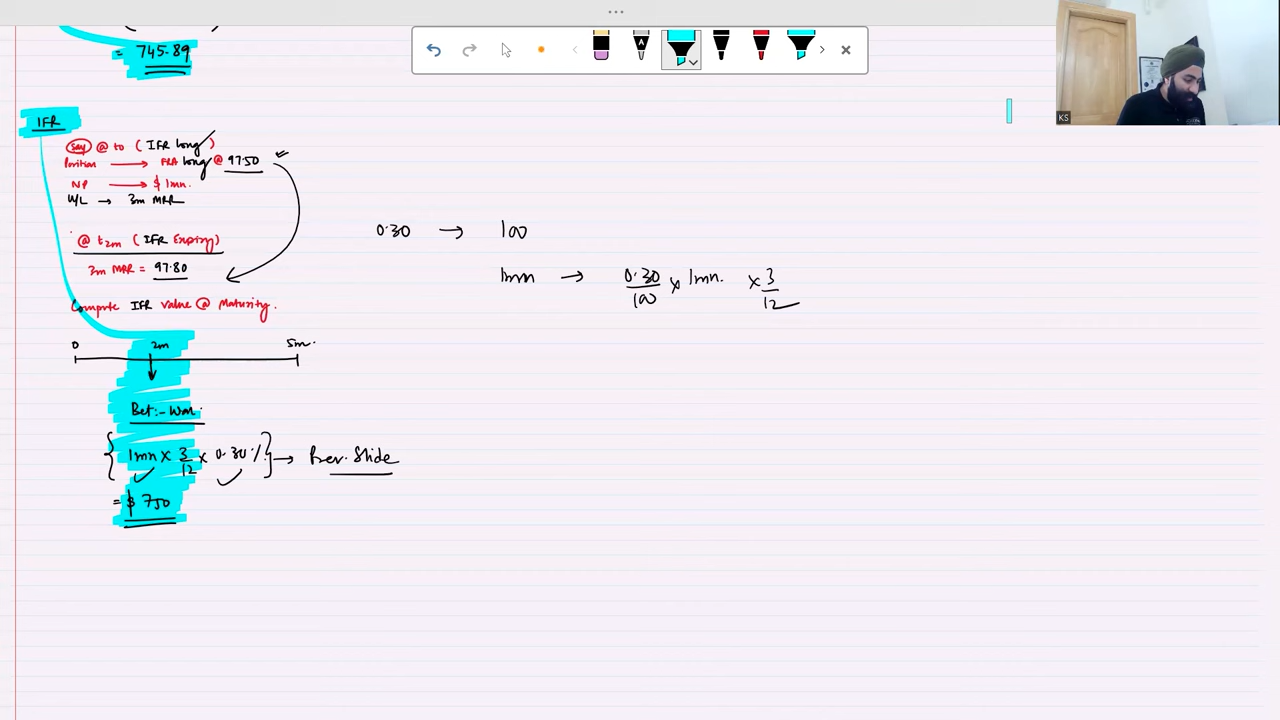 = 745.89
IFR
Say @ to (IFR long)
Position → FRA long @ 97.50
NP → $ 1mn.
U/L → 3m MRR
@ t2m (IFR Expiry)
3m MRR = 97.80
Compute IFR value @ Maturity.
0 2m 5m.
Bet:- Won.
{1mn x 3/12 x 0.30%} → Prev. Slide
= $ 750
0.30 → 100
1mn → 0.30/100 x 1mn. x 3/12
A
KS